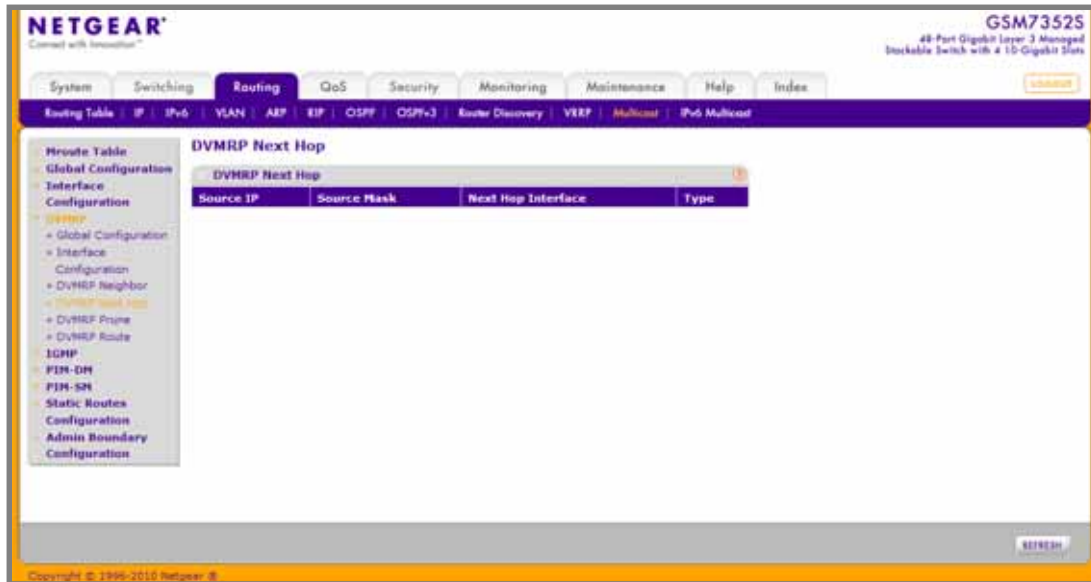 NETGEAR®
Connect with Innovation™
GSM7352S
48-Port Gigabit Layer 3 Managed
Stackable Switch with 4 10-Gigabit Slots
System Switching Routing QoS Security Monitoring Maintenance Help Index
LOGOUT
Routing Table | IP | IPv6 | VLAN | ARP | RIP | OSPF | OSPFv3 | Router Discovery | VRRP | Multicast | IPv6 Multicast
Mroute Table
Global Configuration
Interface
Configuration
DVMRP
» Global Configuration
» Interface
Configuration
» DVMRP Neighbor
» DVMRP Next Hop
» DVMRP Prune
» DVMRP Route
IGMP
PIM-DM
PIM-SM
Static Routes
Configuration
Admin Boundary
Configuration
DVMRP Next Hop
DVMRP Next Hop
Source IP Source Mask Next Hop Interface Type
REFRESH
Copyright © 1996-2010 Netgear ®